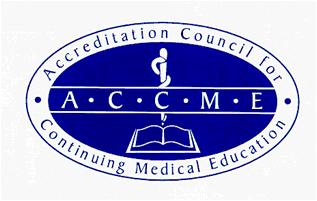 Accreditation Council for
A·C·C·M·E
Continuing Medical Education